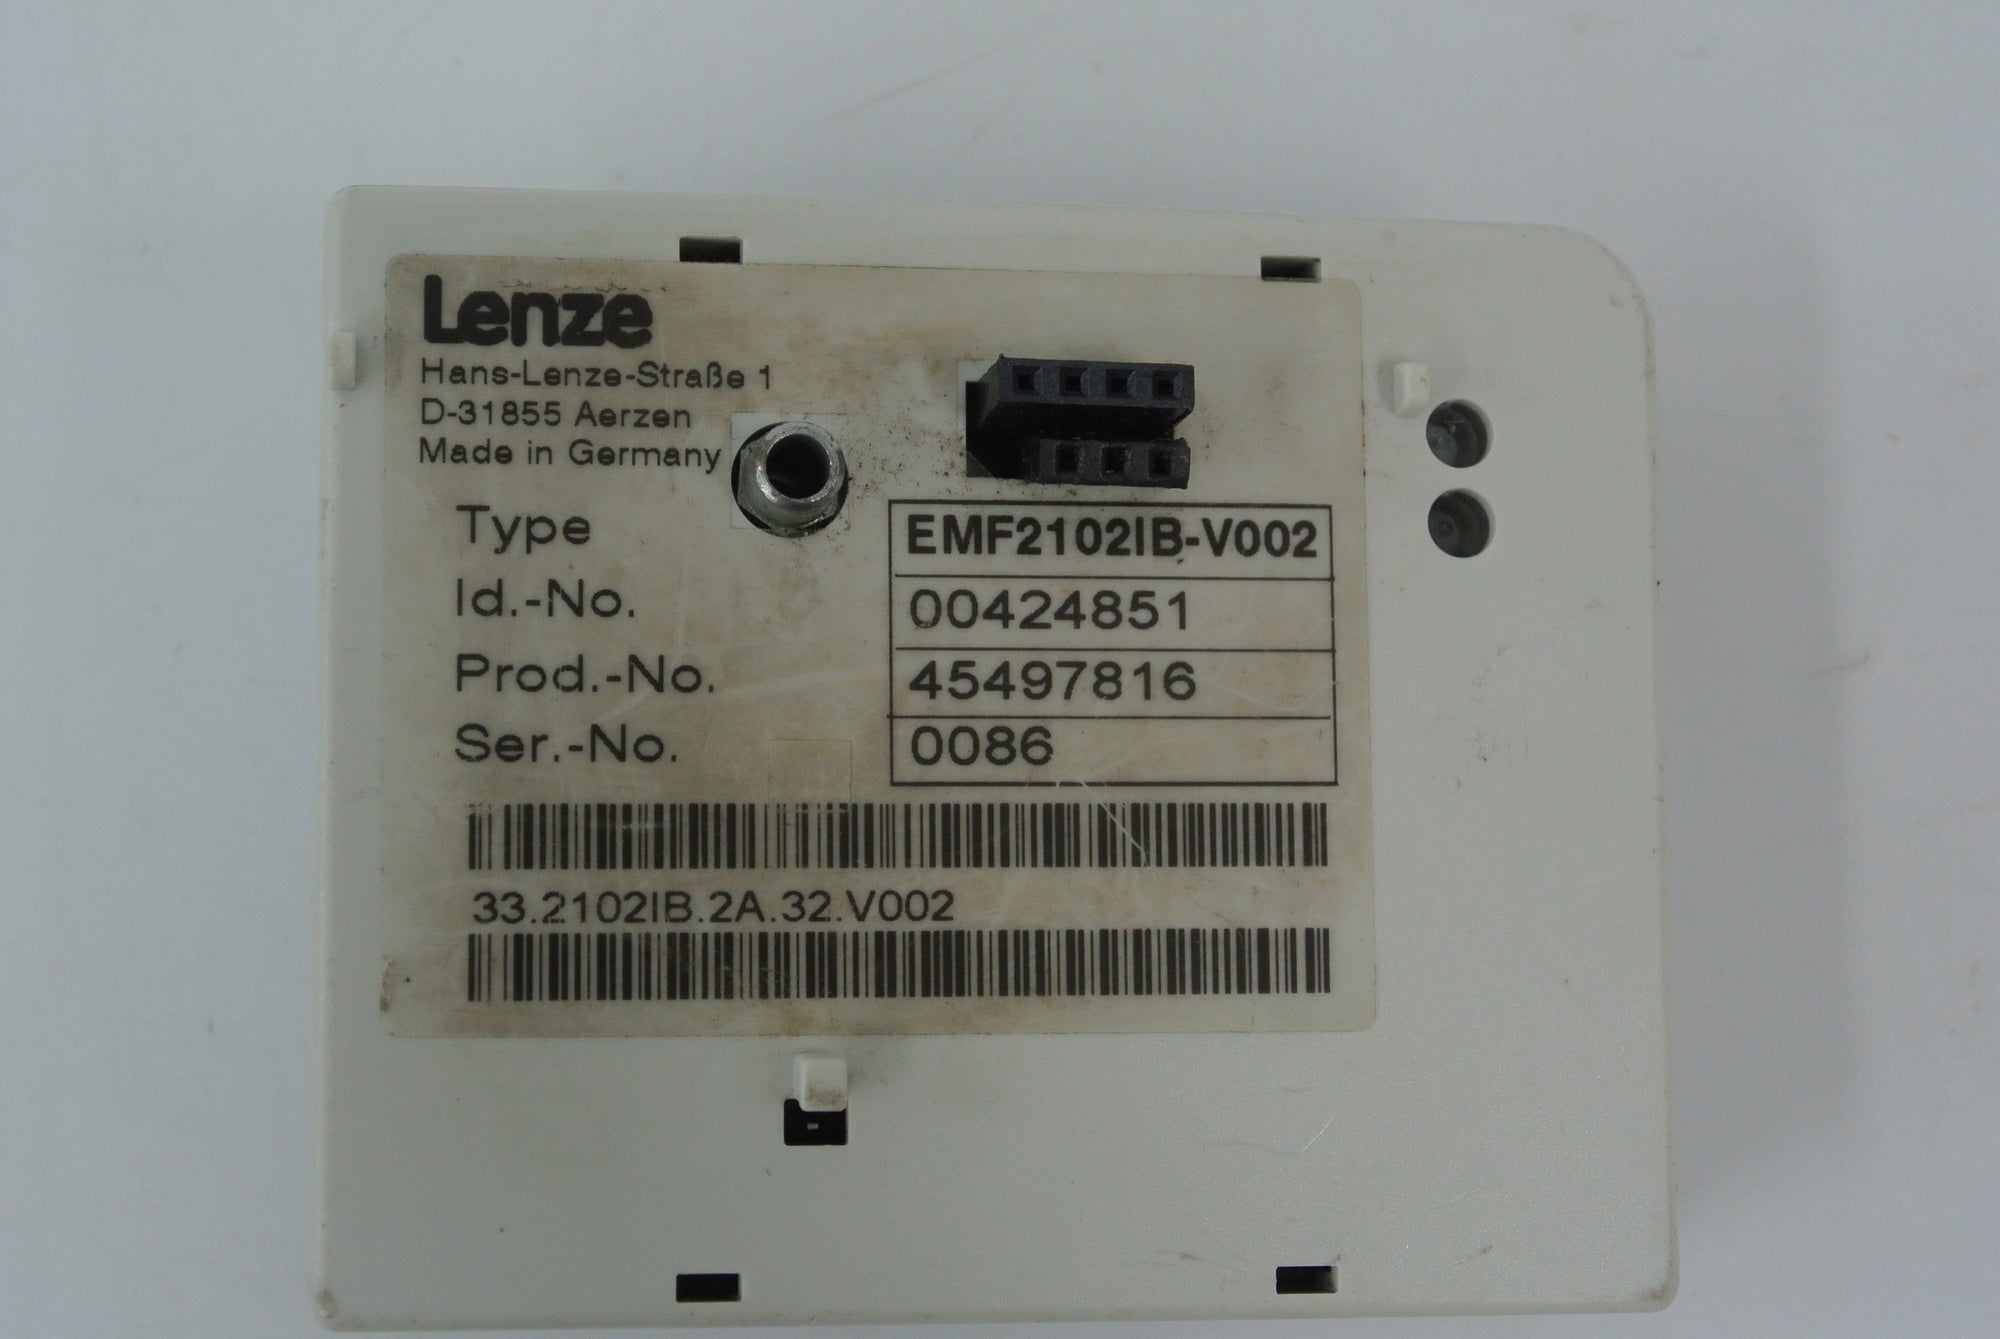 Lenze
Hans-Lenze-Straße 1
D-31855 Aerzen
Made in Germany
Type EMF2102IB-V002
Id.-No. 00424851
Prod.-No. 45497816
Ser.-No. 0086
33.2102IB.2A.32.V002